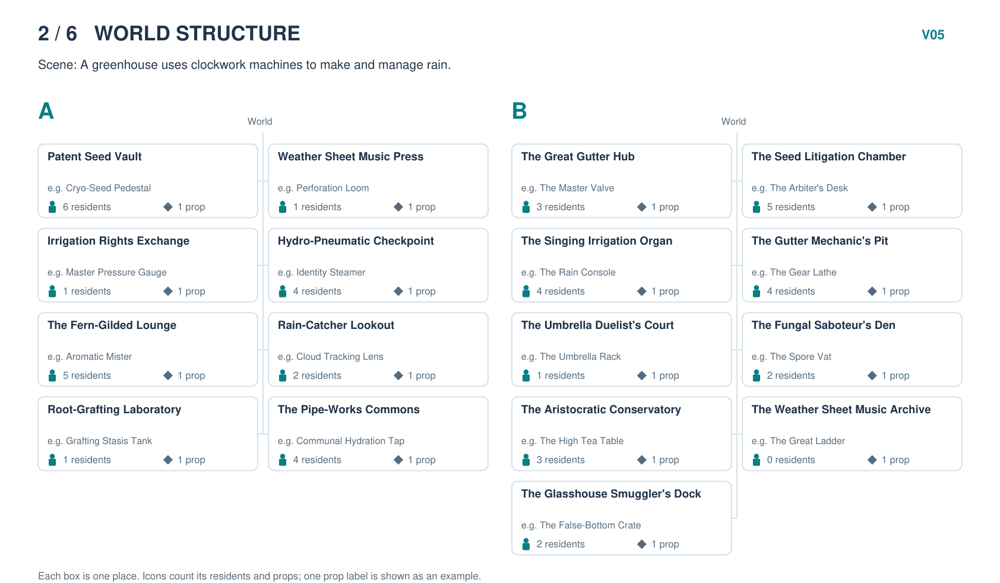 2 / 6 WORLD STRUCTURE
V05
Scene: A greenhouse uses clockwork machines to make and manage rain.
A
World
Patent Seed Vault
e.g. Cryo-Seed Pedestal
6 residents
1 prop
Weather Sheet Music Press
e.g. Perforation Loom
1 residents
1 prop
Irrigation Rights Exchange
e.g. Master Pressure Gauge
1 residents
1 prop
Hydro-Pneumatic Checkpoint
e.g. Identity Steamer
4 residents
1 prop
The Fern-Gilded Lounge
e.g. Aromatic Mister
5 residents
1 prop
Rain-Catcher Lookout
e.g. Cloud Tracking Lens
2 residents
1 prop
Root-Grafting Laboratory
e.g. Grafting Stasis Tank
1 residents
1 prop
The Pipe-Works Commons
e.g. Communal Hydration Tap
4 residents
1 prop
B
World
The Great Gutter Hub
e.g. The Master Valve
3 residents
1 prop
The Seed Litigation Chamber
e.g. The Arbiter's Desk
5 residents
1 prop
The Singing Irrigation Organ
e.g. The Rain Console
4 residents
1 prop
The Gutter Mechanic's Pit
e.g. The Gear Lathe
4 residents
1 prop
The Umbrella Duelist's Court
e.g. The Umbrella Rack
1 residents
1 prop
The Fungal Saboteur's Den
e.g. The Spore Vat
2 residents
1 prop
The Aristocratic Conservatory
e.g. The High Tea Table
3 residents
1 prop
The Weather Sheet Music Archive
e.g. The Great Ladder
0 residents
1 prop
The Glasshouse Smuggler's Dock
e.g. The False-Bottom Crate
2 residents
1 prop
Each box is one place. Icons count its residents and props; one prop label is shown as an example.